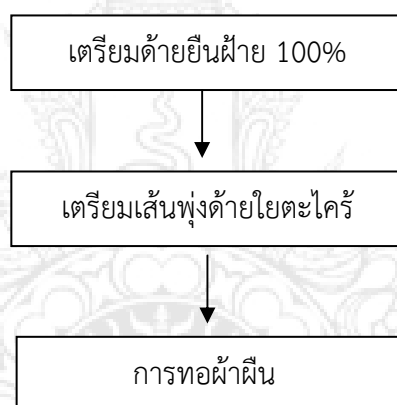 เตรียมด้ายยืนฝ้าย 100%
เตรียมเส้นพุ่งด้ายใยตะไคร้
การทอผ้าผืน